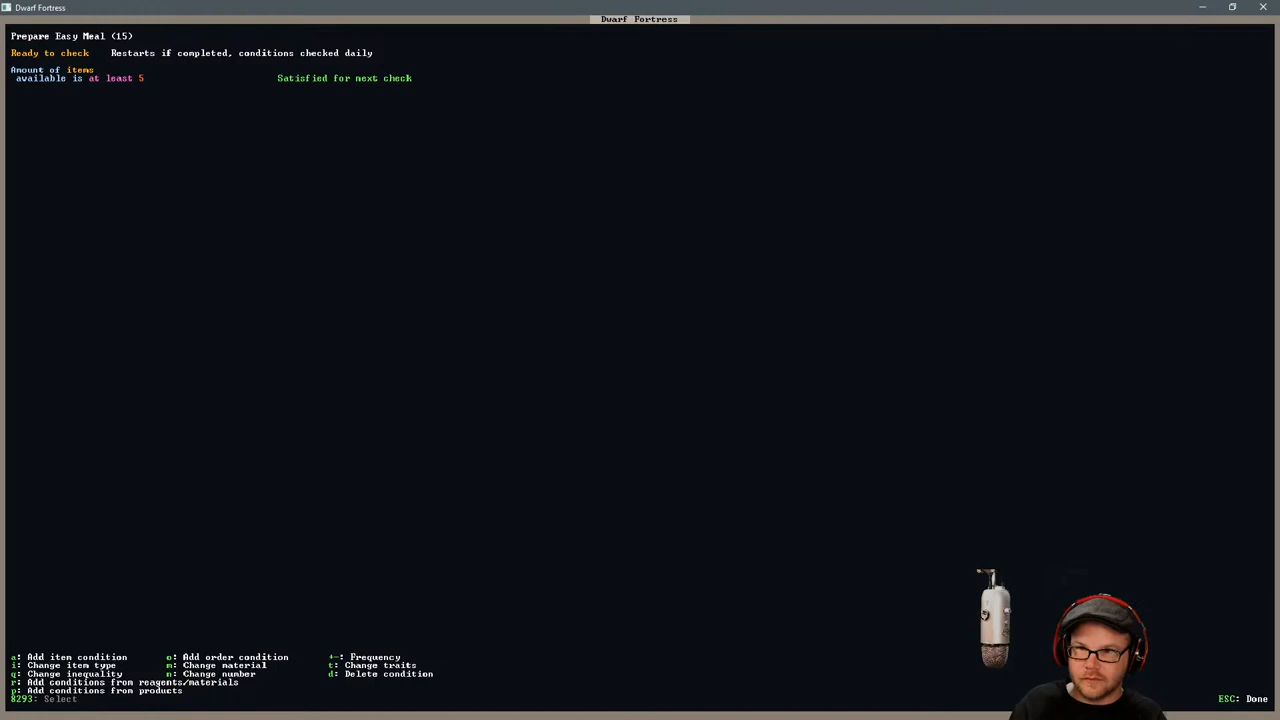 Dwarf Fortress
Dwarf Fortress
Prepare Easy Meal (15)
Ready to check Restarts if completed, conditions checked daily
Amount of items
available is at least 5 Satisfied for next check
a: Add item condition o: Add order condition +-: Frequency
i: Change item type m: Change material t: Change traits
q: Change inequality n: Change number d: Delete condition
r: Add conditions from reagents/materials
p: Add conditions from products
8293: Select ESC: Done